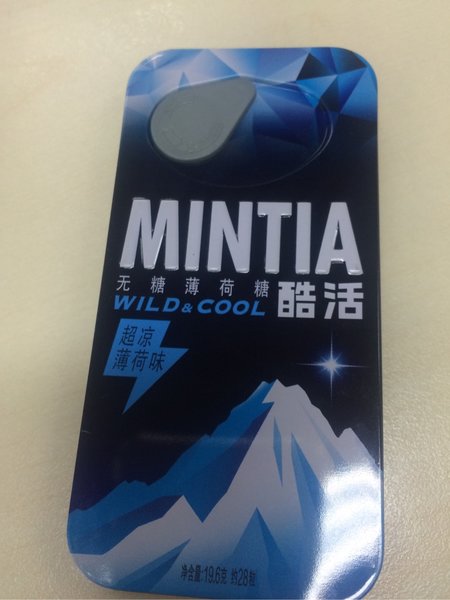 MINTIA
无糖薄荷糖
WILD & COOL 酷活
超凉
薄荷味
净含量:19.6克 约28粒